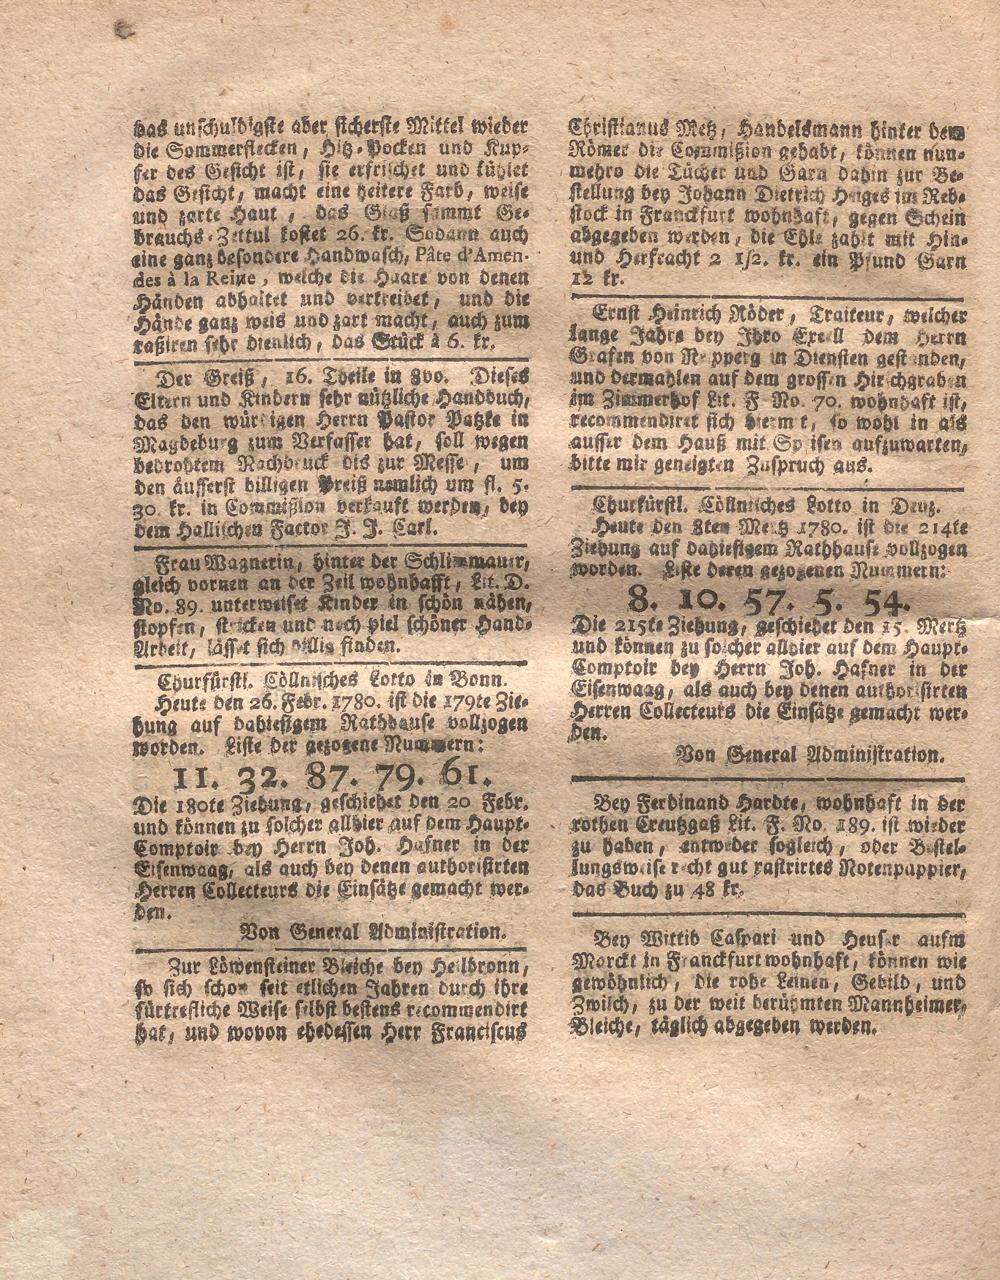 das unschuldigste aber sicherste Mittel wieder
die Sommerflecken, Hitz-Pocken und Kup-
fer des Gesicht ist, sie erfrischet und kühlet
das Gesicht, macht eine heitere Farb, weise
und zarte Haut, das Glaß sammt Ge-
brauchs-Zettul kostet 26. kr. Sodann auch
eine ganz besondere Handwasch, Pâte d'Amen-
des à la Reine, welche die Haare von denen
Händen abhaltet und vertreibet, und die
Hände ganz weis und zart macht, auch zum
raßiren sehr dienlich, das Stück à 6. kr.
Der Greiß, 16. Theile in 8vo. Dieses
Eltern und Kindern sehr nützliche Handbuch,
das den würdigen Herrn Pastor Patzke in
Magdeburg zum Verfasser hat, soll wegen
bedrohtem Nachdruck bis zur Messe, um
den äusserst billigen Preiß nemlich um fl. 5.
30. kr. in Commißion verkauft werden, bey
dem Hallischen Factor J. J. Carl.
Frau Wagnerin, hinter der Schlimmauer,
gleich vornen an der Zeil wohnhafft, Lit. D.
No. 89. unterweiset Kinder in schön nähen,
stopfen, stricken und noch viel schöner Hand-
Arbeit, lässet sich billig finden.
Churfürstl. Cöllnisches Lotto in Bonn.
Heute den 26. Febr. 1780. ist die 179te Zie-
hung auf dahiesigem Rathhause vollzogen
worden. Liste der gezogene Nummern:
11. 32. 87. 79. 61.
Die 180te Ziehung, geschiehet den 20 Febr.
und können zu solcher allhier auf dem Haupt-
Comptoir bey Herrn Joh. Hafner in der
Eisenwaag, als auch bey denen authorisirten
Herren Collecteurs die Einsätze gemacht wer-
den.
Von General Administration.
Zur Löwensteiner Bleiche bey Heilbronn,
so sich schon seit etlichen Jahren durch ihre
fürtrefliche Weise selbst bestens recommendirt
hat, und wovon ehedessen Herr Franciscus
Christianus Metz, Handelsmann hinter dem
Römer die Commißion gehabt, können nun-
mehro die Tücher und Garn dahin zur Be-
stellung bey Johann Dietrich Hinges im Reb-
stock in Franckfurt wohnhaft, gegen Schein
abgegeben werden, die Ehle zahlt mit Hin-
und Herfracht 2 1/2. kr. ein Pfund Garn
12 kr.
Ernst Heinrich Röder, Traiteur, welcher
lange Jahre bey Ihro Excell dem Herrn
Grafen von Nepperg in Diensten gestanden,
und dermahlen auf dem grossen Hirschgraben
im Zimmerhof Lit. F No. 70. wohnhaft ist,
recommendiret sich hiermit, so wohl in als
ausser dem Hauß mit Speisen aufzuwarten,
bitte mir geneigten Zuspruch aus.
Churfürstl. Cöllnisches Lotto in Deuz.
Heute den 8ten Mertz 1780. ist die 214te
Ziehung auf dahiesigem Rathhause vollzogen
worden. Liste deren gezogenen Nummern:
8. 10. 57. 5. 54.
Die 215te Ziehung, geschiehet den 15. Mertz
und können zu solcher allhier auf dem Haupt-
Comptoir bey Herrn Joh. Hafner in der
Eisenwaag, als auch bey denen authorisirten
Herren Collecteurs die Einsätze gemacht wer-
den.
Von General Administration.
Bey Ferdinand Hardte, wohnhaft in der
rothen Creutzgaß Lit. F. No. 189. ist wieder
zu haben, entweder sogleich, oder Bestel-
lungsweise recht gut rastrirtes Notenpappier,
das Buch zu 48 kr.
Bey Wittib Caspari und Heuser aufm
Marckt in Franckfurt wohnhaft, können wie
gewöhnlich, die rohe Leinen, Gebild, und
Zwilch, zu der weit berühmten Mannheimer-
Bleiche, täglich abgegeben werden.